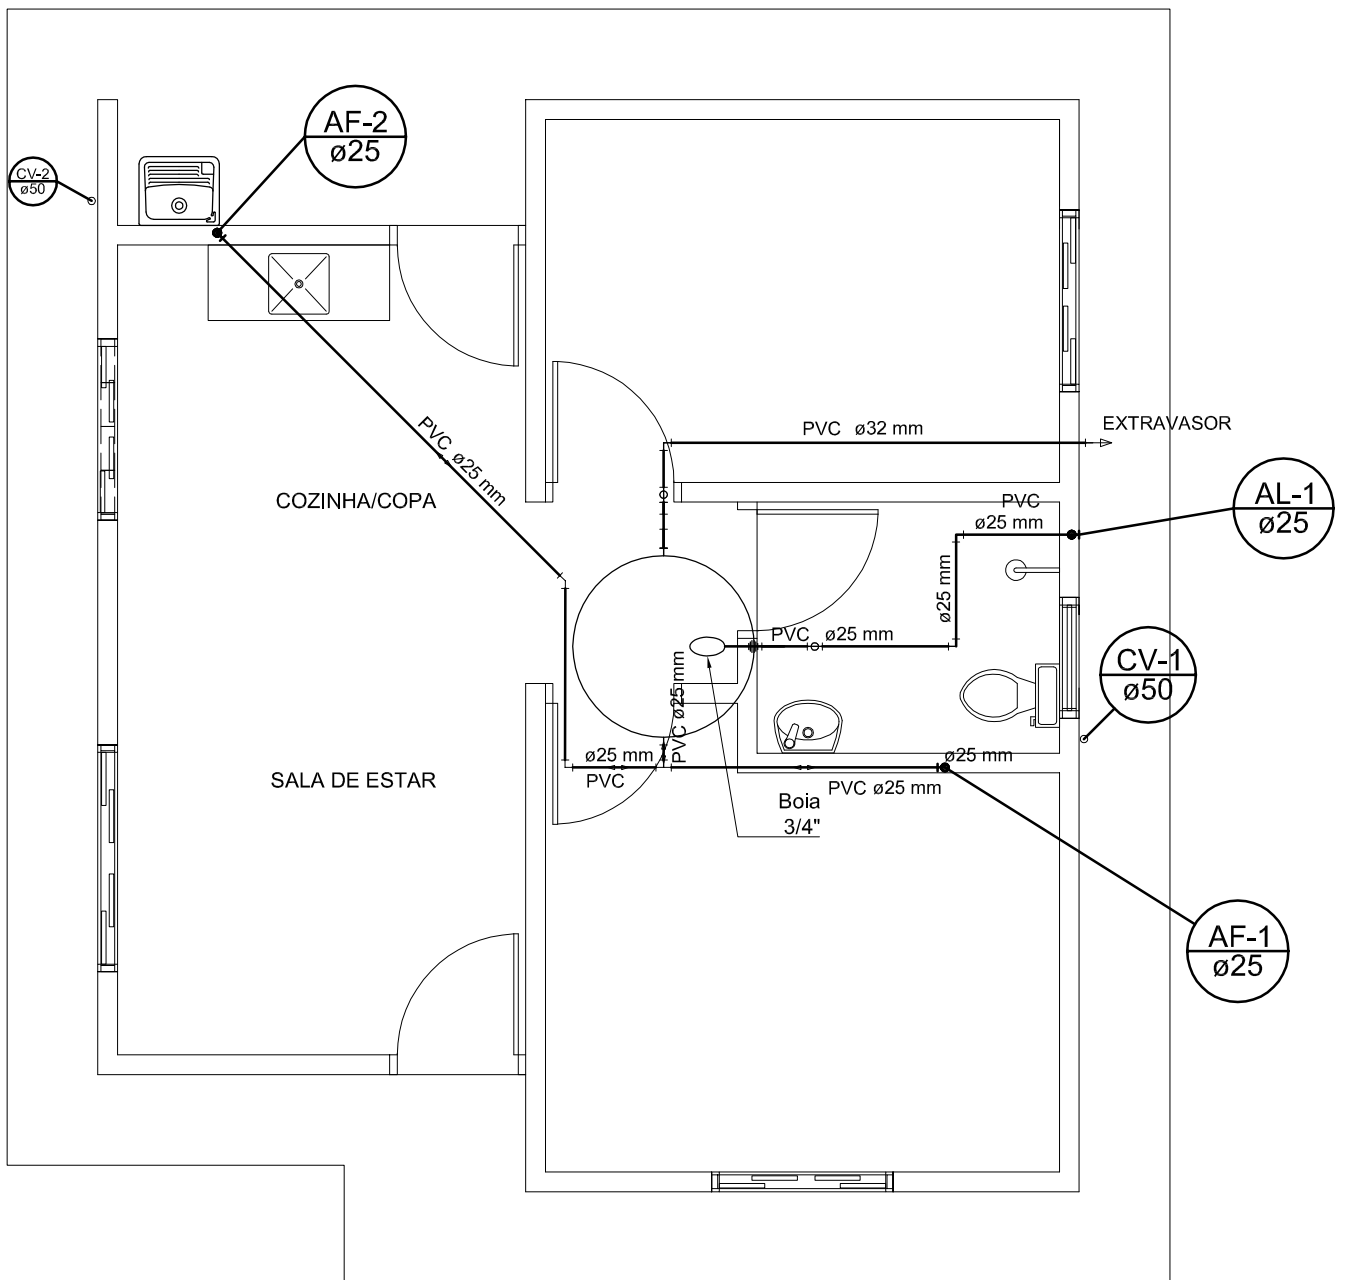 AF-2
ø25
CV-2
ø50
PVC ø32 mm
EXTRAVASOR
PVC ø25 mm
COZINHA/COPA
AL-1
ø25
PVC
ø25 mm
ø25 mm
PVC ø25 mm
CV-1
ø50
PVC ø25 mm
ø25 mm
PVC
ø25 mm
PVC ø25 mm
SALA DE ESTAR
Boia
3/4"
AF-1
ø25